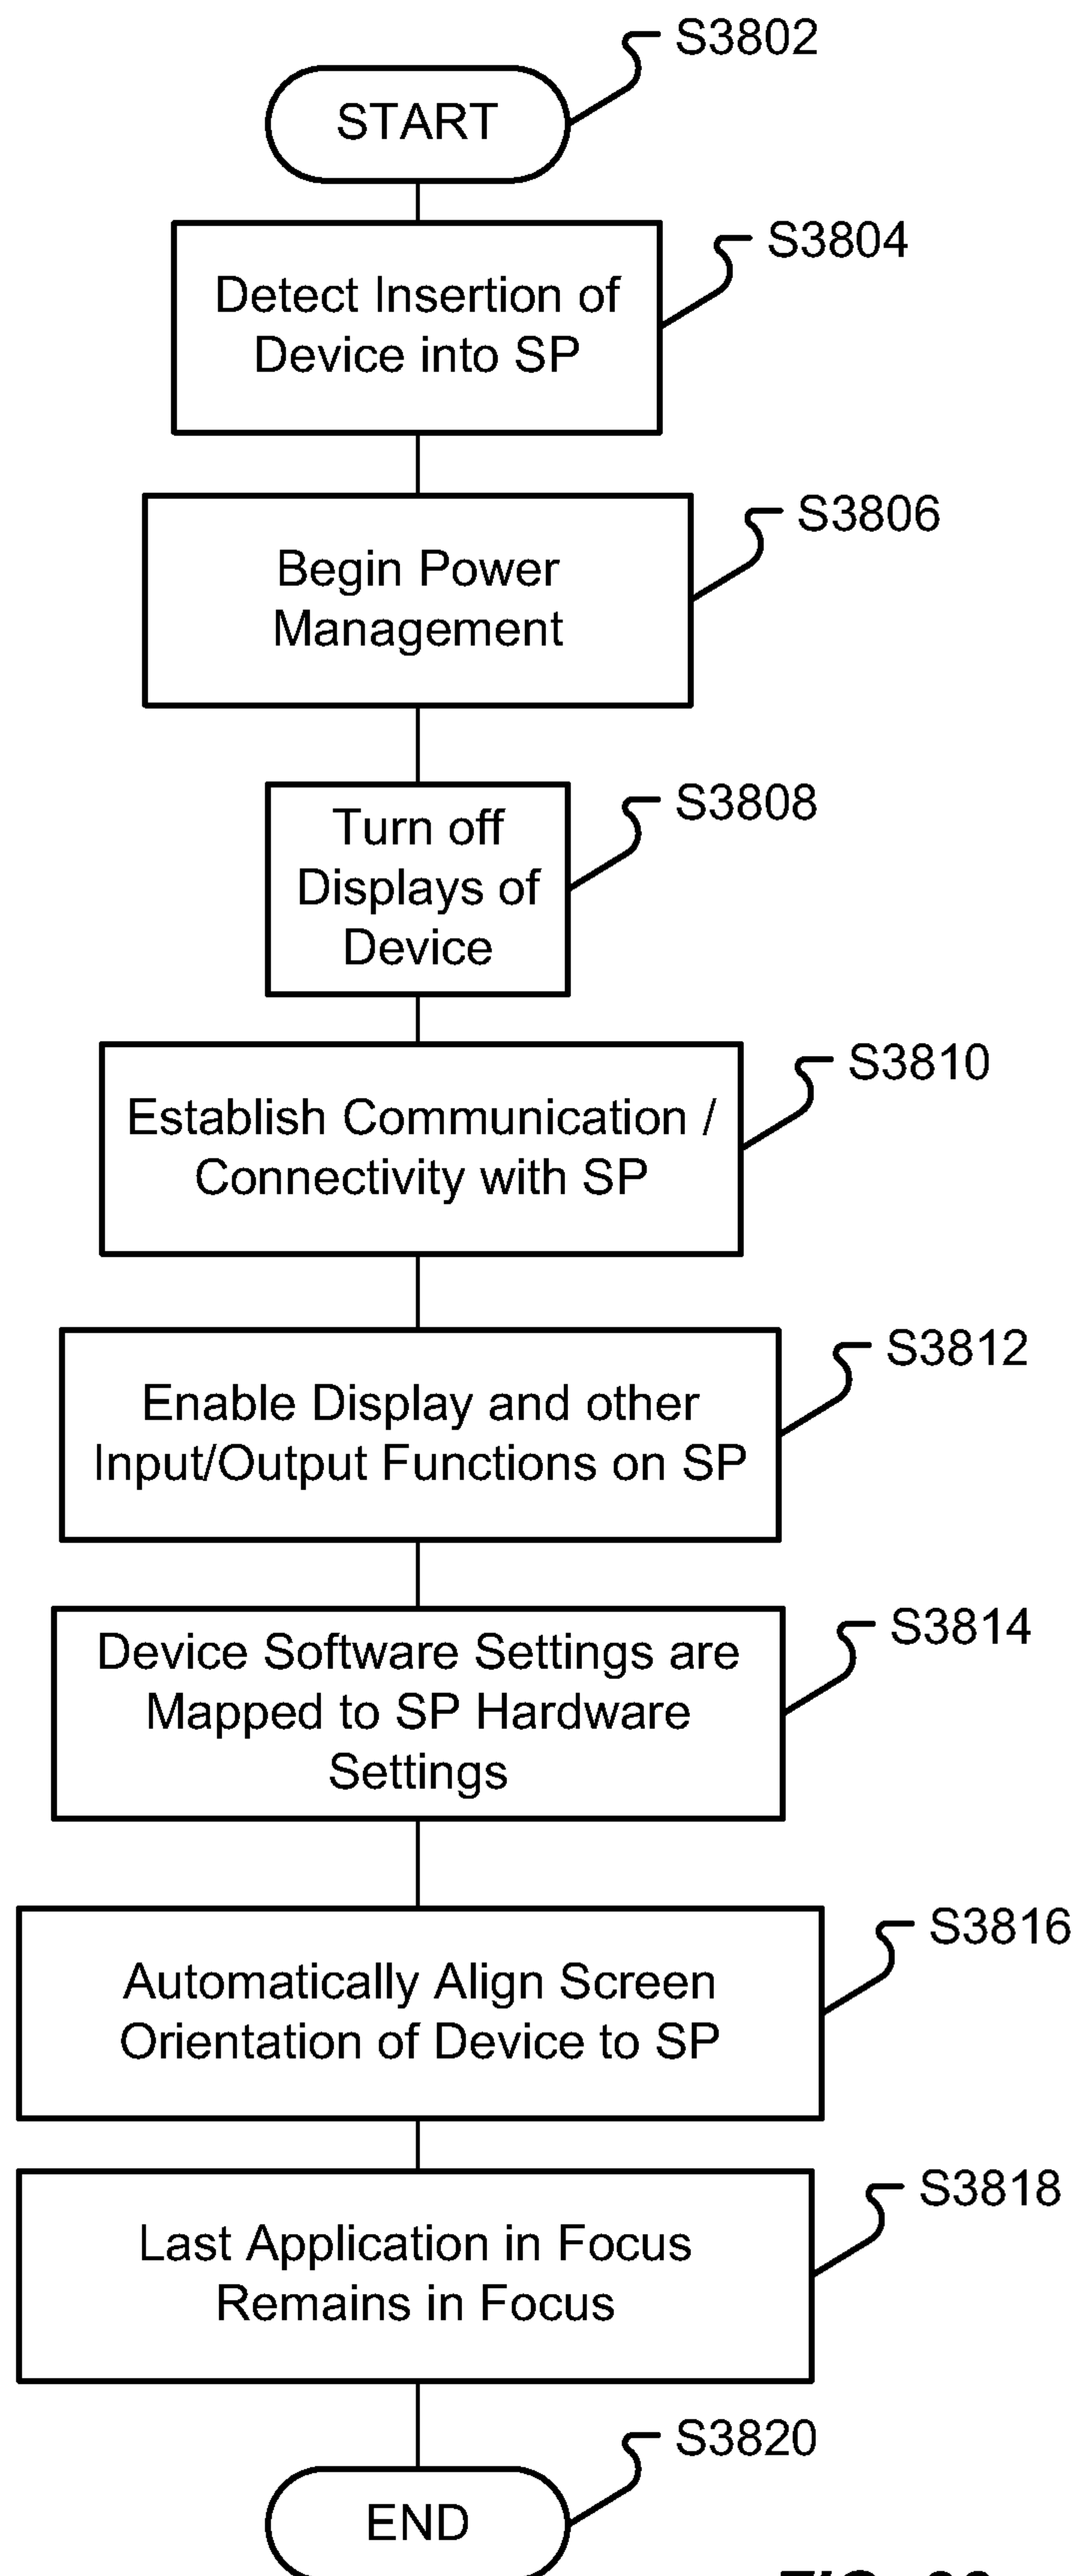 S3802
START
S3804
Detect Insertion of
Device into SP
S3806
Begin Power
Management
S3808
Turn off
Displays of
Device
S3810
Establish Communication /
Connectivity with SP
S3812
Enable Display and other
Input/Output Functions on SP
S3814
Device Software Settings are
Mapped to SP Hardware
Settings
S3816
Automatically Align Screen
Orientation of Device to SP
S3818
Last Application in Focus
Remains in Focus
S3820
END